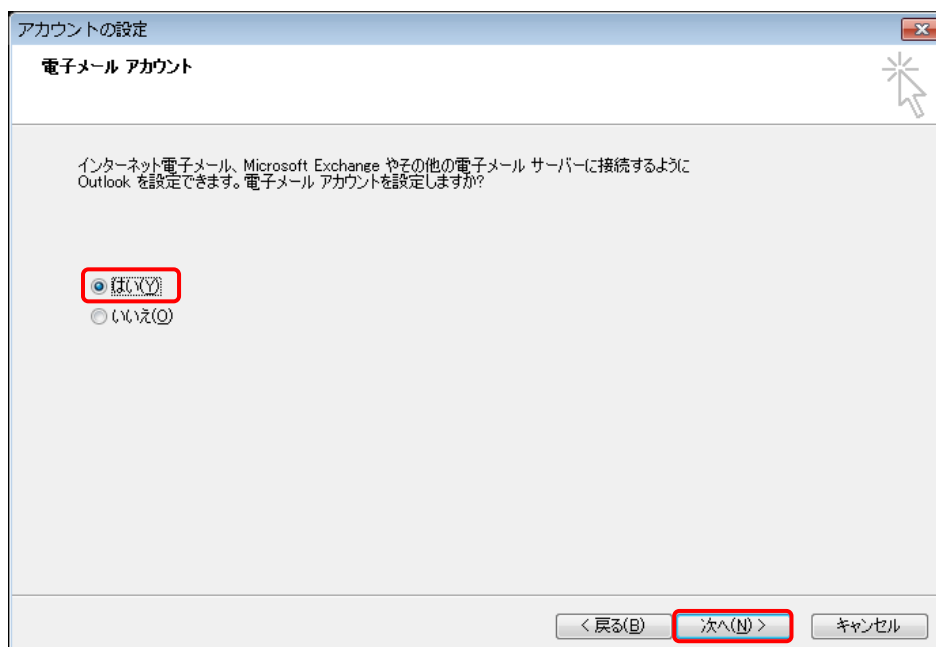 アカウントの設定
電子メール アカウント
インターネット電子メール、Microsoft Exchange やその他の電子メール サーバーに接続するように
Outlook を設定できます。電子メール アカウントを設定しますか?
はい(Y)
いいえ(O)
< 戻る(B)
次へ(N) >
キャンセル